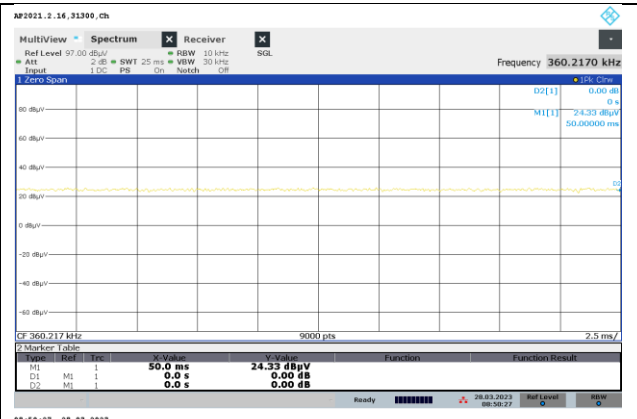 AP2021.2.16,31300,Ch
MultiView Spectrum X Receiver X
Ref Level 97.00 dBµV RBW 10 kHz SGL
Att 2 dB SWT 25 ms VBW 30 kHz Frequency 360.2170 kHz
Input 1 DC PS On Notch Off
1 Zero Span 1Pk Clrw
D2[1] 0.00 dB
0 s
M1[1] 24.33 dBµV
50.00000 ms
80 dBµV
60 dBµV
40 dBµV
D2
20 dBµV
0 dBµV
-20 dBµV
-40 dBµV
-60 dBµV
CF 360.217 kHz 9000 pts 2.5 ms/
2 Marker Table
Type Ref Trc X-Value Y-Value Function Function Result
M1 1 50.0 ms 24.33 dBµV
D1 M1 1 0.0 s 0.00 dB
D2 M1 1 0.0 s 0.00 dB
Ready 28.03.2023 Ref Level RBW
08:50:27